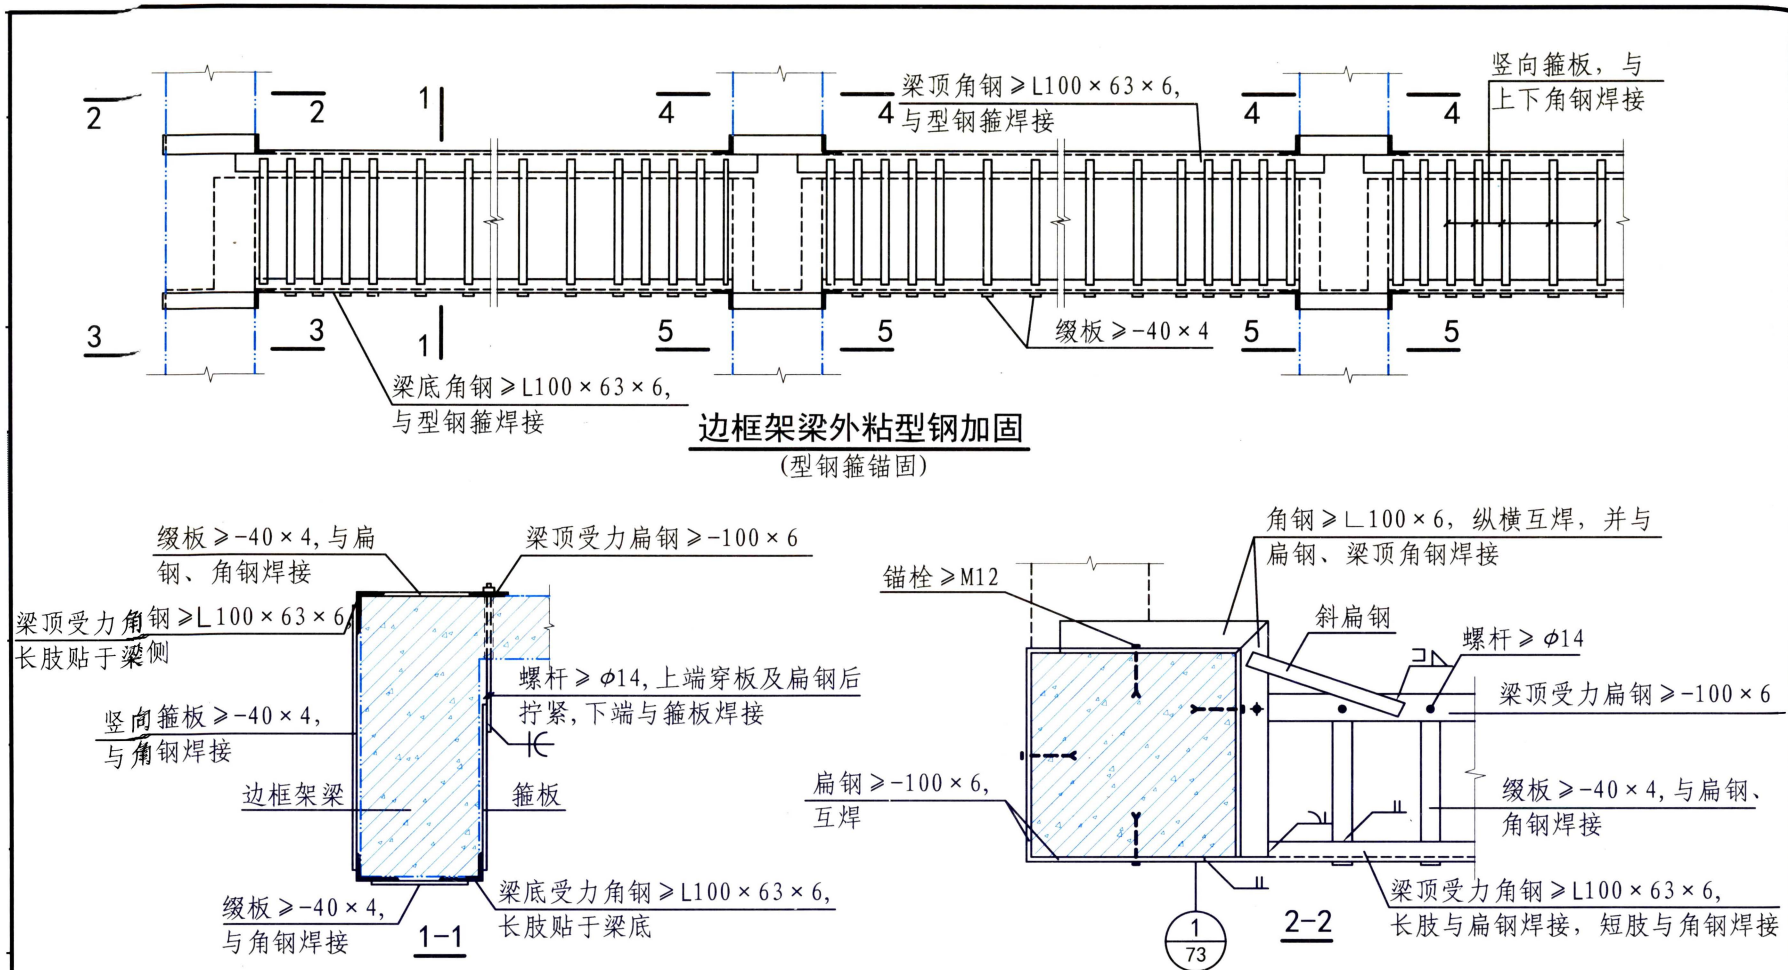 竖向箍板，与
上下角钢焊接
梁顶角钢≥L100×63×6,
与型钢箍焊接
2
2
1
4
4
4
4
3
3
1
5
5
5
5
缀板≥-40×4
梁底角钢≥L100×63×6,
与型钢箍焊接
边框架梁外粘型钢加固
(型钢箍锚固)
缀板≥-40×4,与扁
钢、角钢焊接
梁顶受力扁钢≥-100×6
梁顶受力角钢≥L100×63×6,
长肢贴于梁侧
螺杆≥φ14,上端穿板及扁钢后
拧紧,下端与箍板焊接
竖向箍板≥-40×4,
与角钢焊接
边框架梁
箍板
缀板≥-40×4,
与角钢焊接
梁底受力角钢≥L100×63×6,
长肢贴于梁底
1-1
角钢≥∟100×6，纵横互焊，并与
扁钢、梁顶角钢焊接
锚栓≥M12
斜扁钢
螺杆≥φ14
梁顶受力扁钢≥-100×6
扁钢≥-100×6,
互焊
缀板≥-40×4,与扁钢、
角钢焊接
梁顶受力角钢≥L100×63×6,
长肢与扁钢焊接，短肢与角钢焊接
1
73
2-2